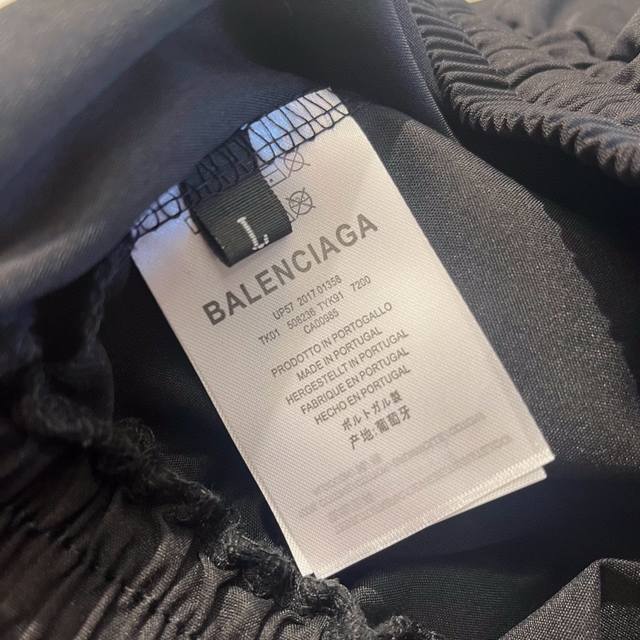 L
BALENCIAGA
UP57 2017.01358
TK01 508236 TYK91 7200
CA00385
PRODOTTO IN PORTOGALLO
MADE IN PORTUGAL
HERGESTELLT IN PORTUGAL
FABRIQUE EN PORTUGAL
HECHO EN PORTUGAL
ポルトガル製
产地: 葡萄牙